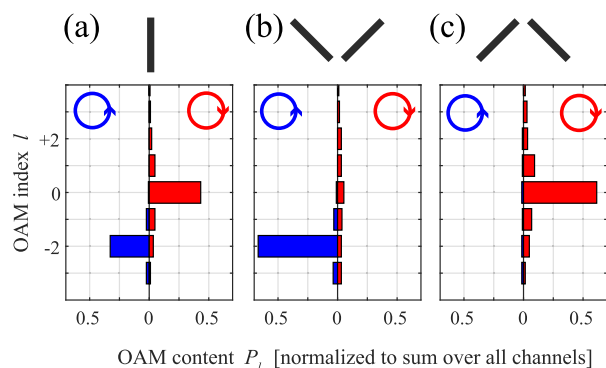 (a) (b) (c)
OAM index l
+2
0
-2
0.5 0 0.5 0.5 0 0.5 0.5 0 0.5
OAM content P_l [normalized to sum over all channels]